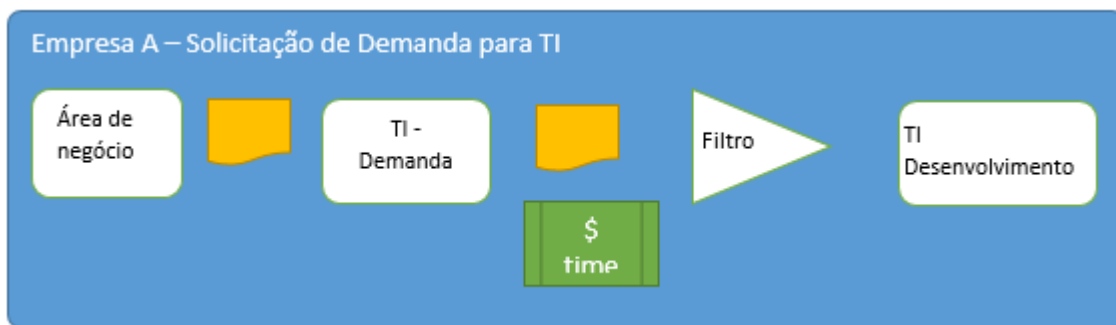 Empresa A – Solicitação de Demanda para TI
Área de
negócio
TI -
Demanda
$
time
Filtro
TI
Desenvolvimento